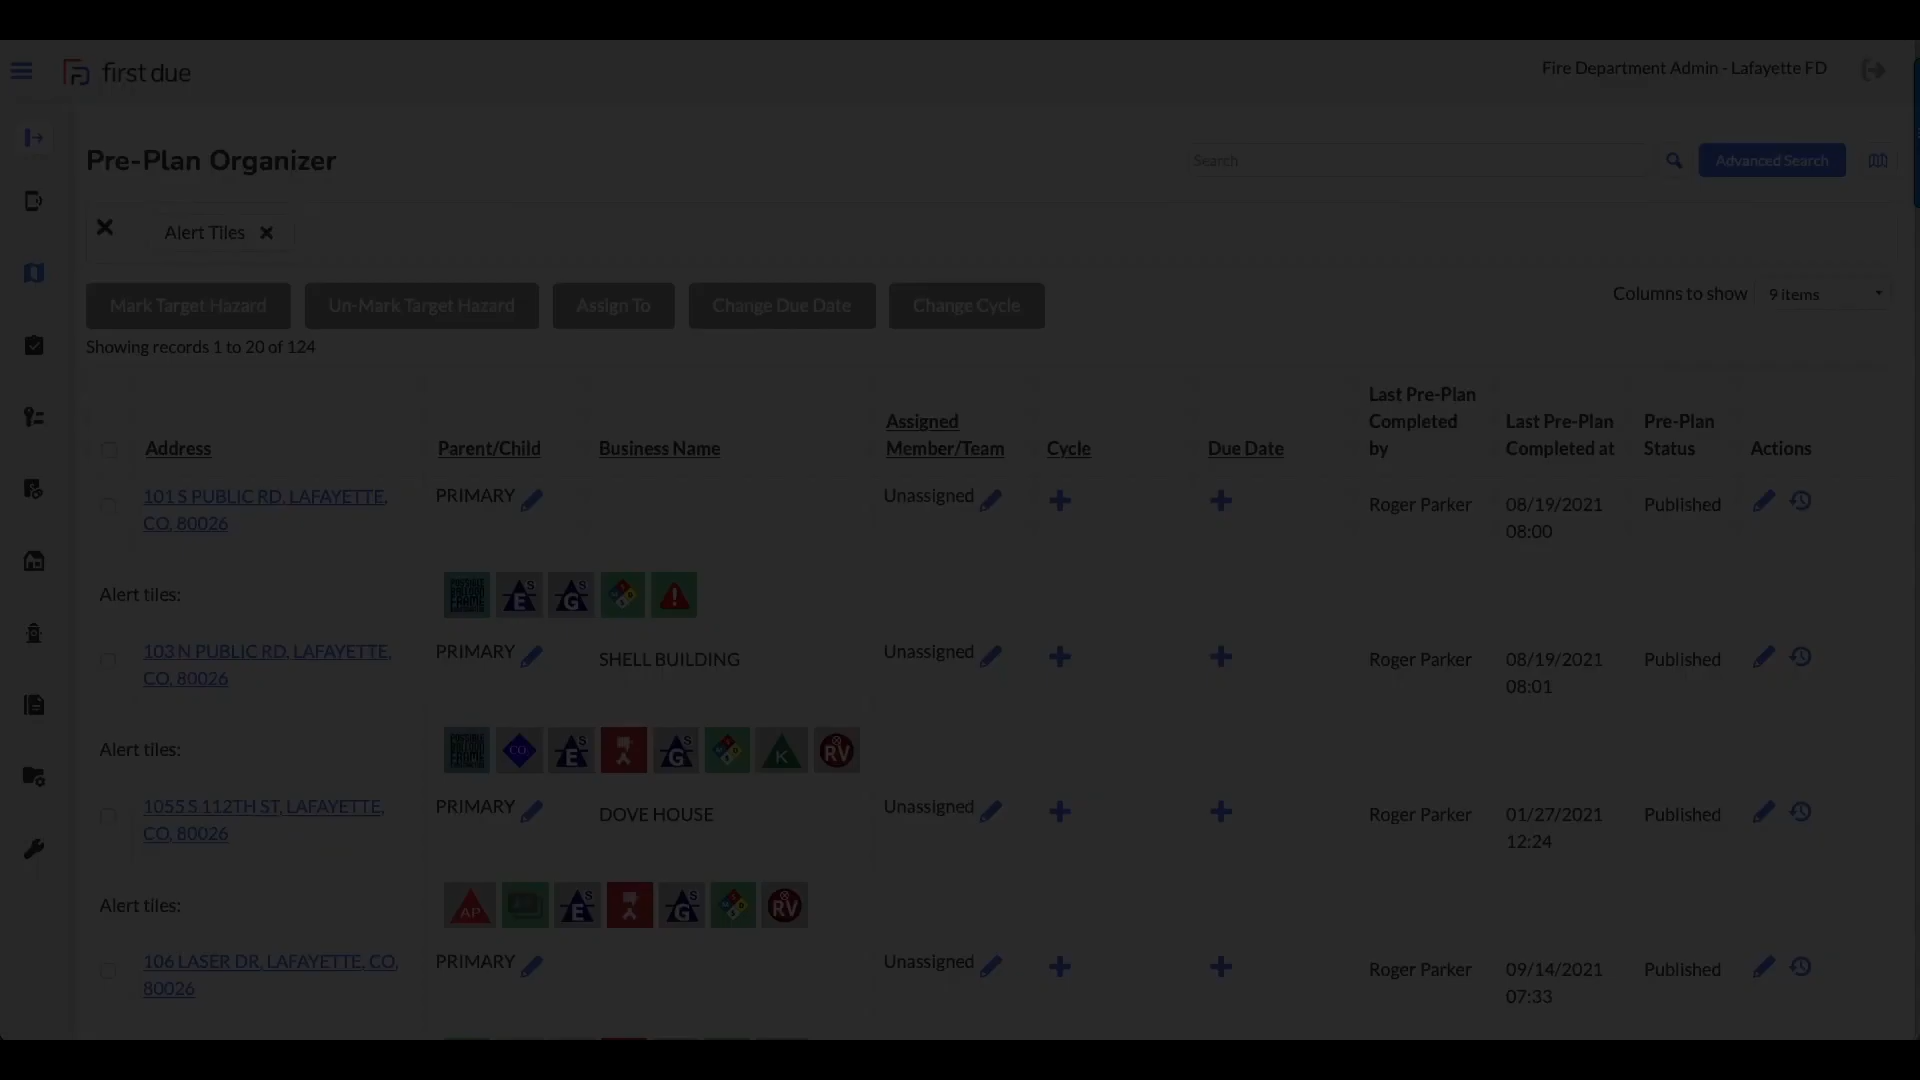 first due
Fire Department Admin - Lafayette FD
Pre-Plan Organizer
Search
Advanced Search
Alert Tiles
Mark Target Hazard
Un-Mark Target Hazard
Assign To
Change Due Date
Change Cycle
Columns to show
9 items
Showing records 1 to 20 of 124
Address
Parent/Child
Business Name
Assigned
Member/Team
Cycle
Due Date
Last Pre-Plan
Completed
by
Last Pre-Plan
Completed at
Pre-Plan
Status
Actions
101 S PUBLIC RD, LAFAYETTE,
CO, 80026
PRIMARY
Unassigned
Roger Parker
08/19/2021
08:00
Published
Alert tiles:
E S
G S
103 N PUBLIC RD, LAFAYETTE,
CO, 80026
PRIMARY
SHELL BUILDING
Unassigned
Roger Parker
08/19/2021
08:01
Published
Alert tiles:
CO
E S
G S
K
RV
1055 S 112TH ST, LAFAYETTE,
CO, 80026
PRIMARY
DOVE HOUSE
Unassigned
Roger Parker
01/27/2021
12:24
Published
Alert tiles:
AP
E S
G S
RV
106 LASER DR, LAFAYETTE, CO,
80026
PRIMARY
Unassigned
Roger Parker
09/14/2021
07:33
Published